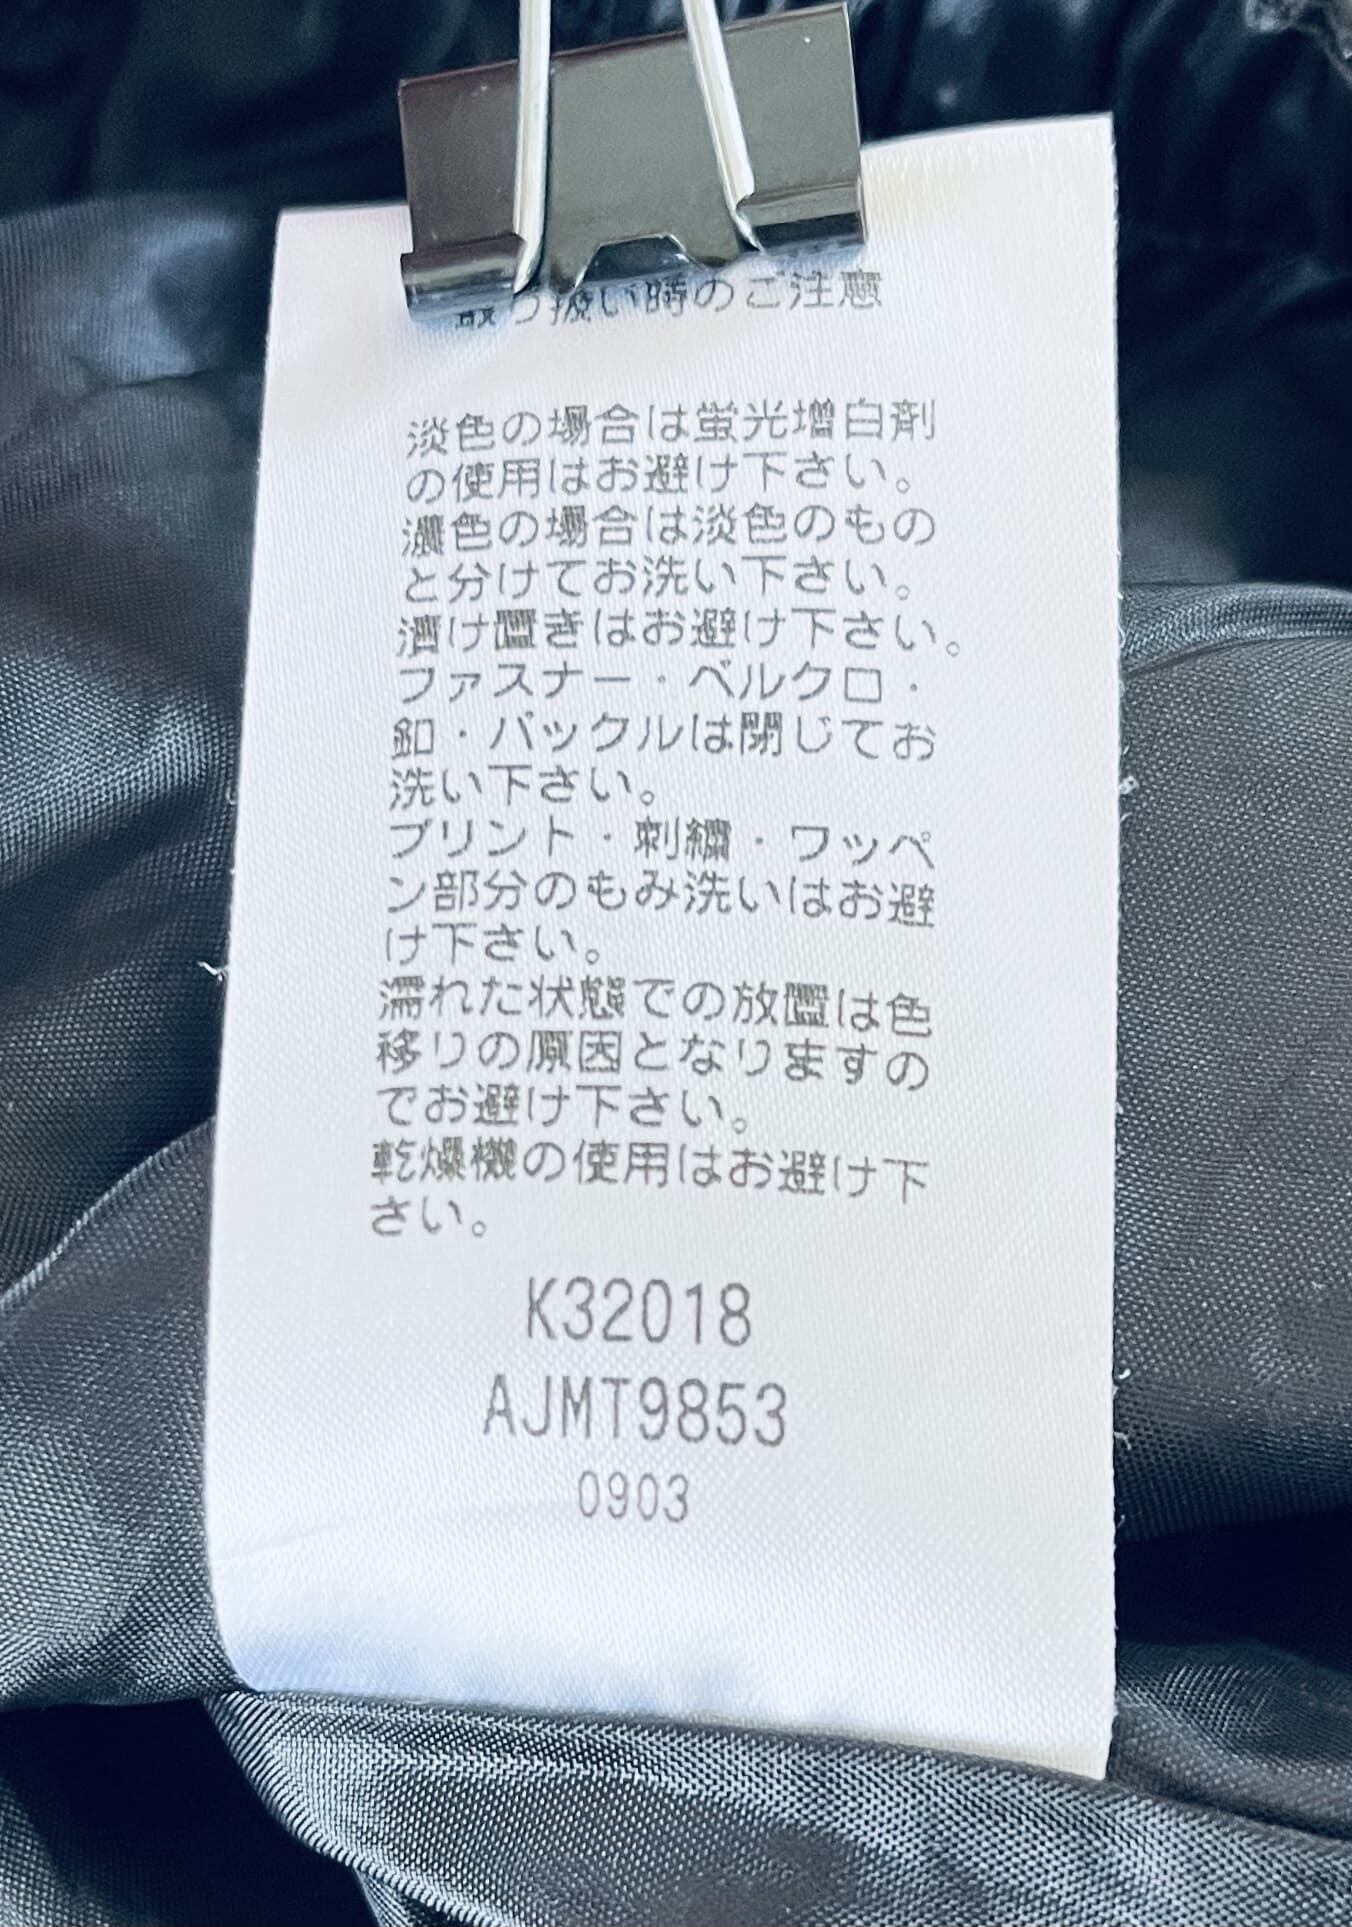 取り扱い時のご注意
淡色の場合は蛍光増白剤
の使用はお避け下さい。
濃色の場合は淡色のもの
と分けてお洗い下さい。
漬け置きはお避け下さい。
ファスナー・ベルクロ・
釦・バックルは閉じてお
洗い下さい。
プリント・刺繍・ワッペ
ン部分のもみ洗いはお避
け下さい。
濡れた状態での放置は色
移りの原因となりますの
でお避け下さい。
乾燥機の使用はお避け下
さい。
K32018
AJMT9853
0903